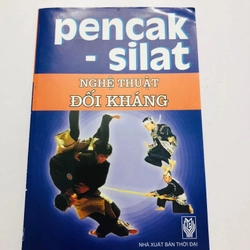 pencak
- silat
NGHỆ THUẬT
ĐỐI KHÁNG
NHÀ XUẤT BẢN THỜI ĐẠI